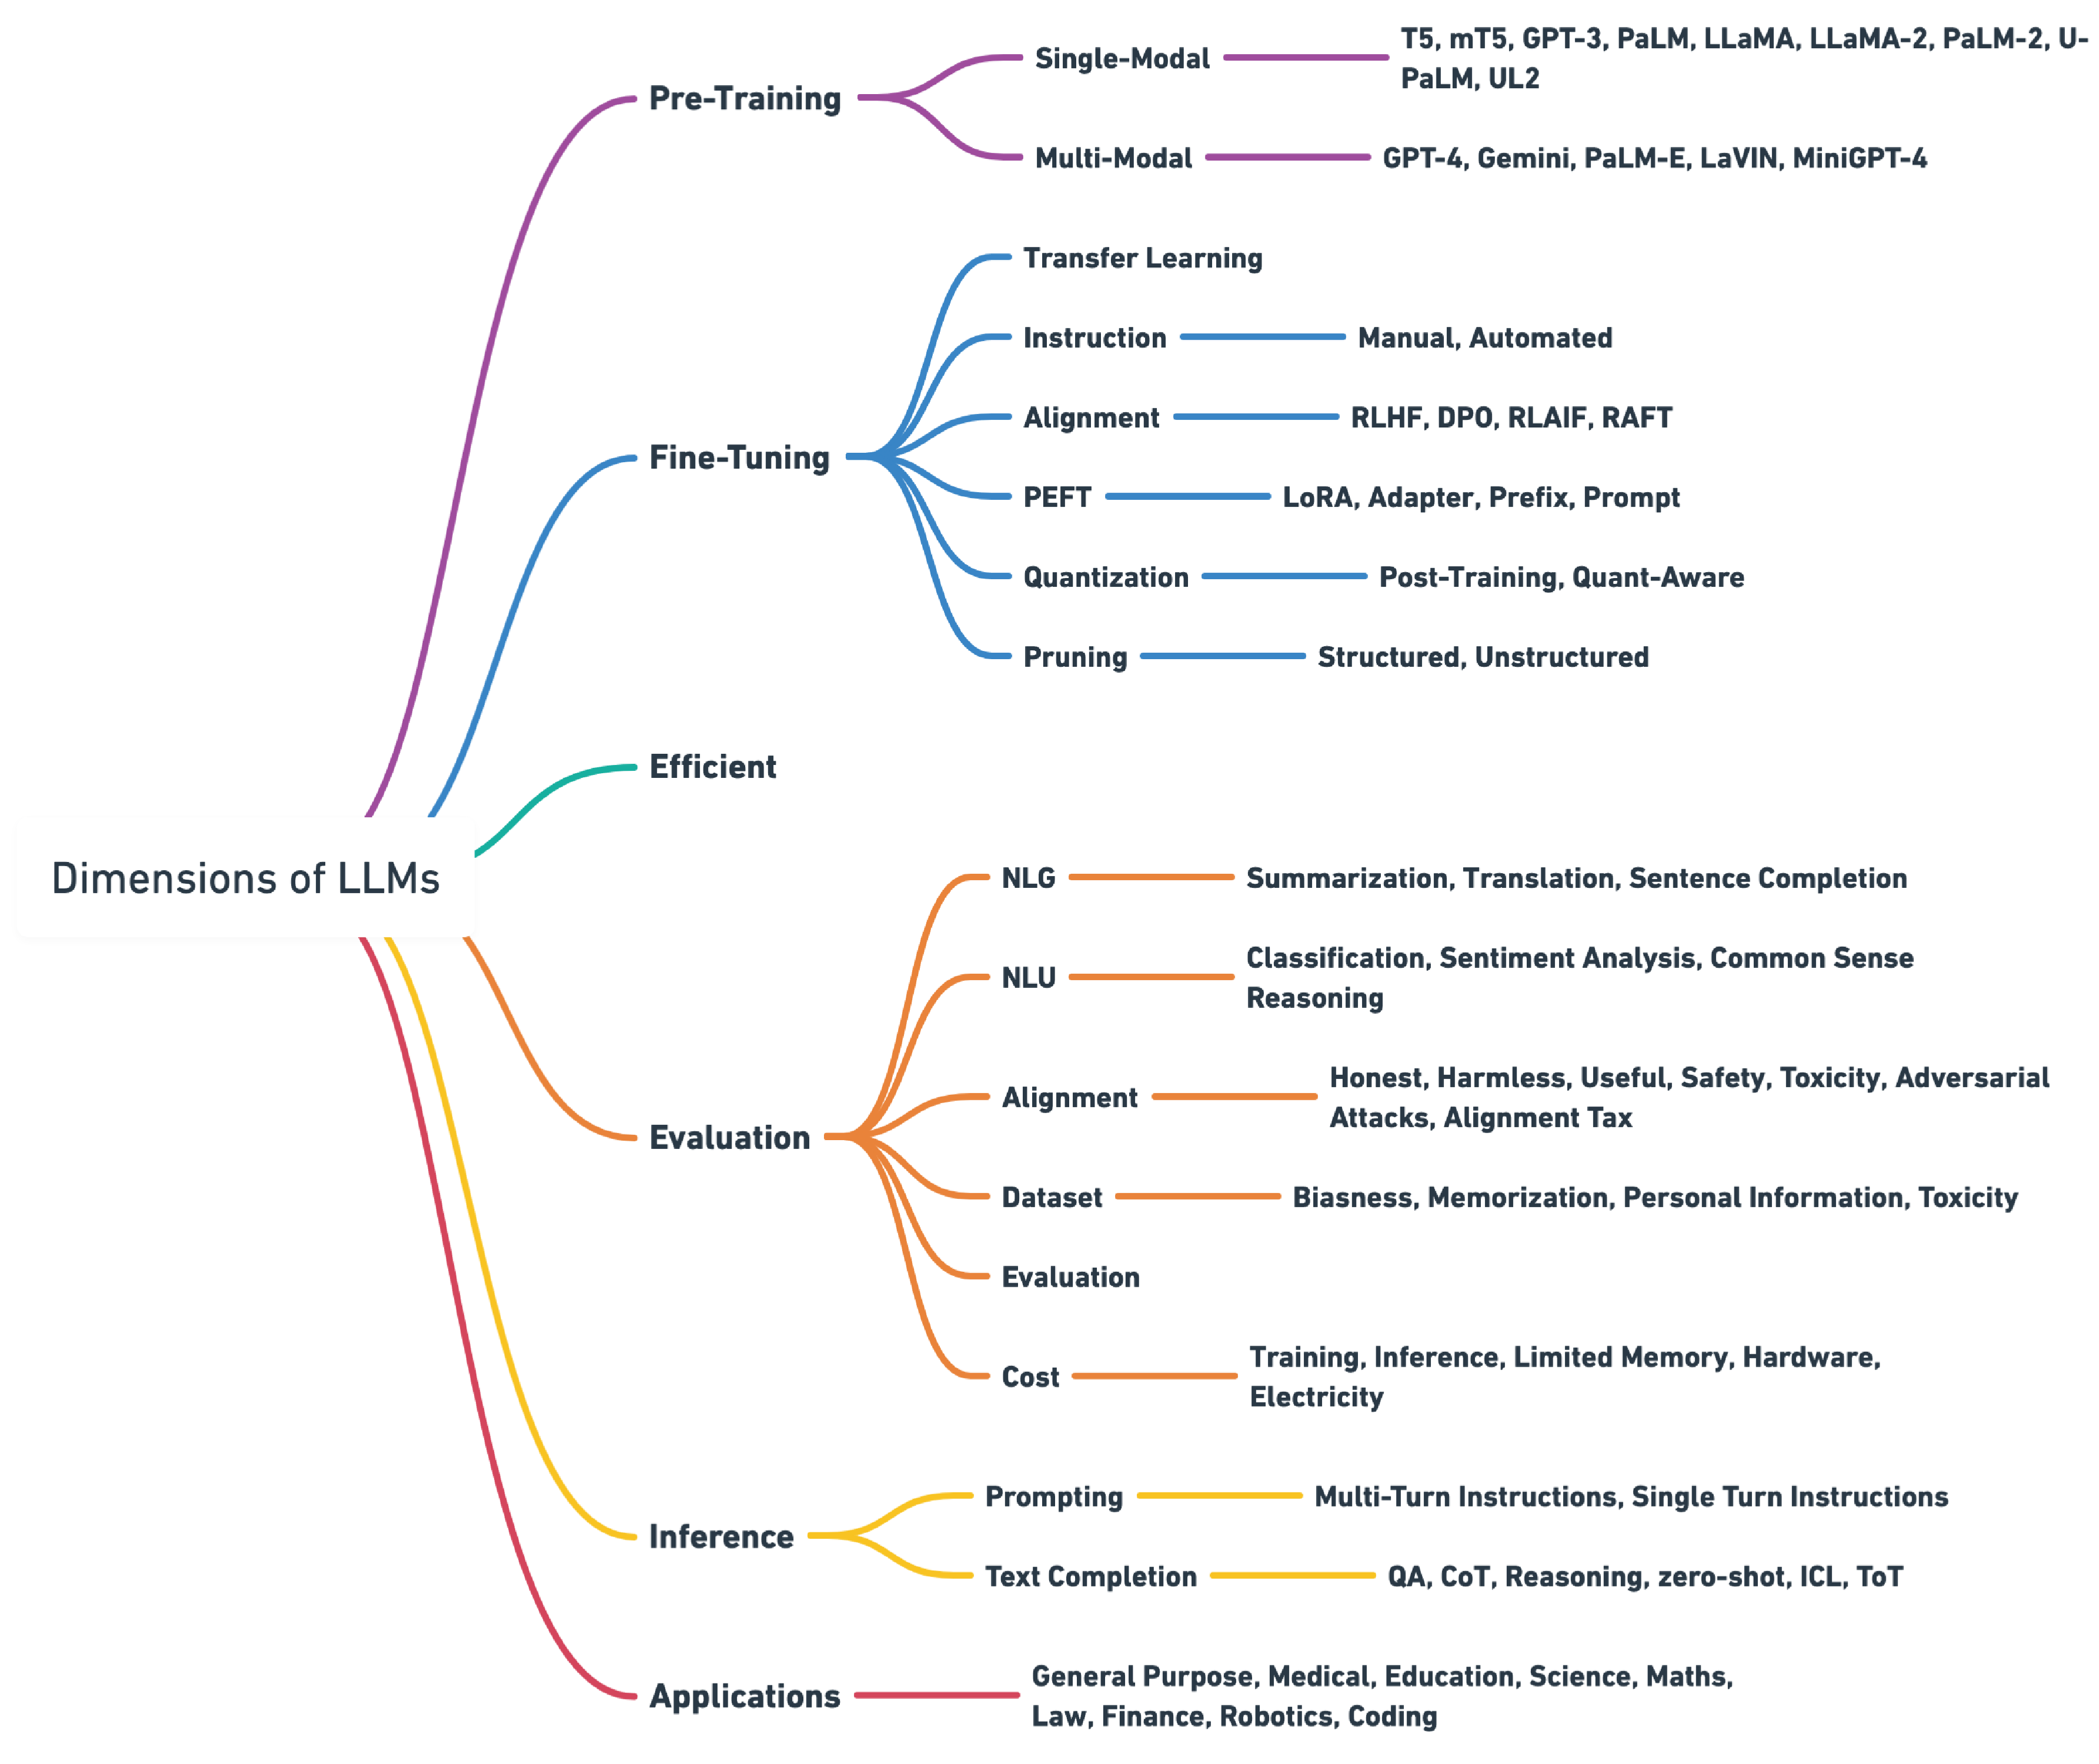 Dimensions of LLMs
Pre-Training
Single-Modal
T5, mT5, GPT-3, PaLM, LLaMA, LLaMA-2, PaLM-2, U-
PaLM, UL2
Multi-Modal
GPT-4, Gemini, PaLM-E, LaVIN, MiniGPT-4
Fine-Tuning
Transfer Learning
Instruction
Manual, Automated
Alignment
RLHF, DPO, RLAIF, RAFT
PEFT
LoRA, Adapter, Prefix, Prompt
Quantization
Post-Training, Quant-Aware
Pruning
Structured, Unstructured
Efficient
Evaluation
NLG
Summarization, Translation, Sentence Completion
NLU
Classification, Sentiment Analysis, Common Sense
Reasoning
Alignment
Honest, Harmless, Useful, Safety, Toxicity, Adversarial
Attacks, Alignment Tax
Dataset
Biasness, Memorization, Personal Information, Toxicity
Evaluation
Cost
Training, Inference, Limited Memory, Hardware,
Electricity
Inference
Prompting
Multi-Turn Instructions, Single Turn Instructions
Text Completion
QA, CoT, Reasoning, zero-shot, ICL, ToT
Applications
General Purpose, Medical, Education, Science, Maths,
Law, Finance, Robotics, Coding